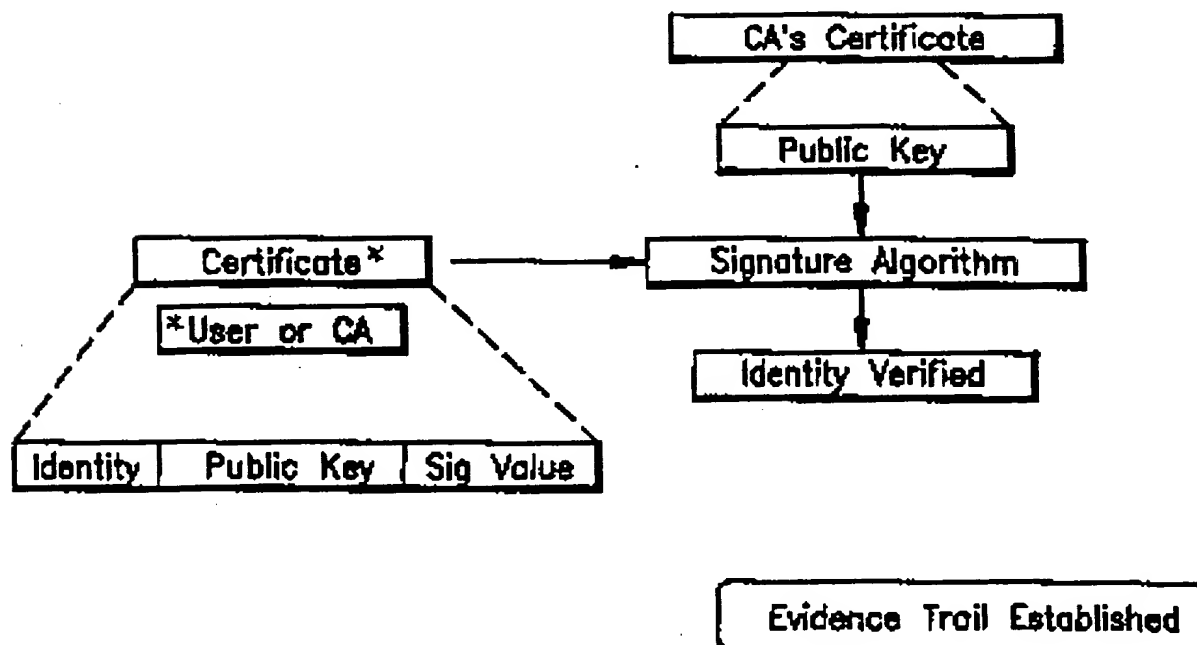 CA's Certificate
Public Key
Certificate*
Signature Algorithm
*User or CA
Identity Verified
Identity Public Key Sig Value
Evidence Trail Established